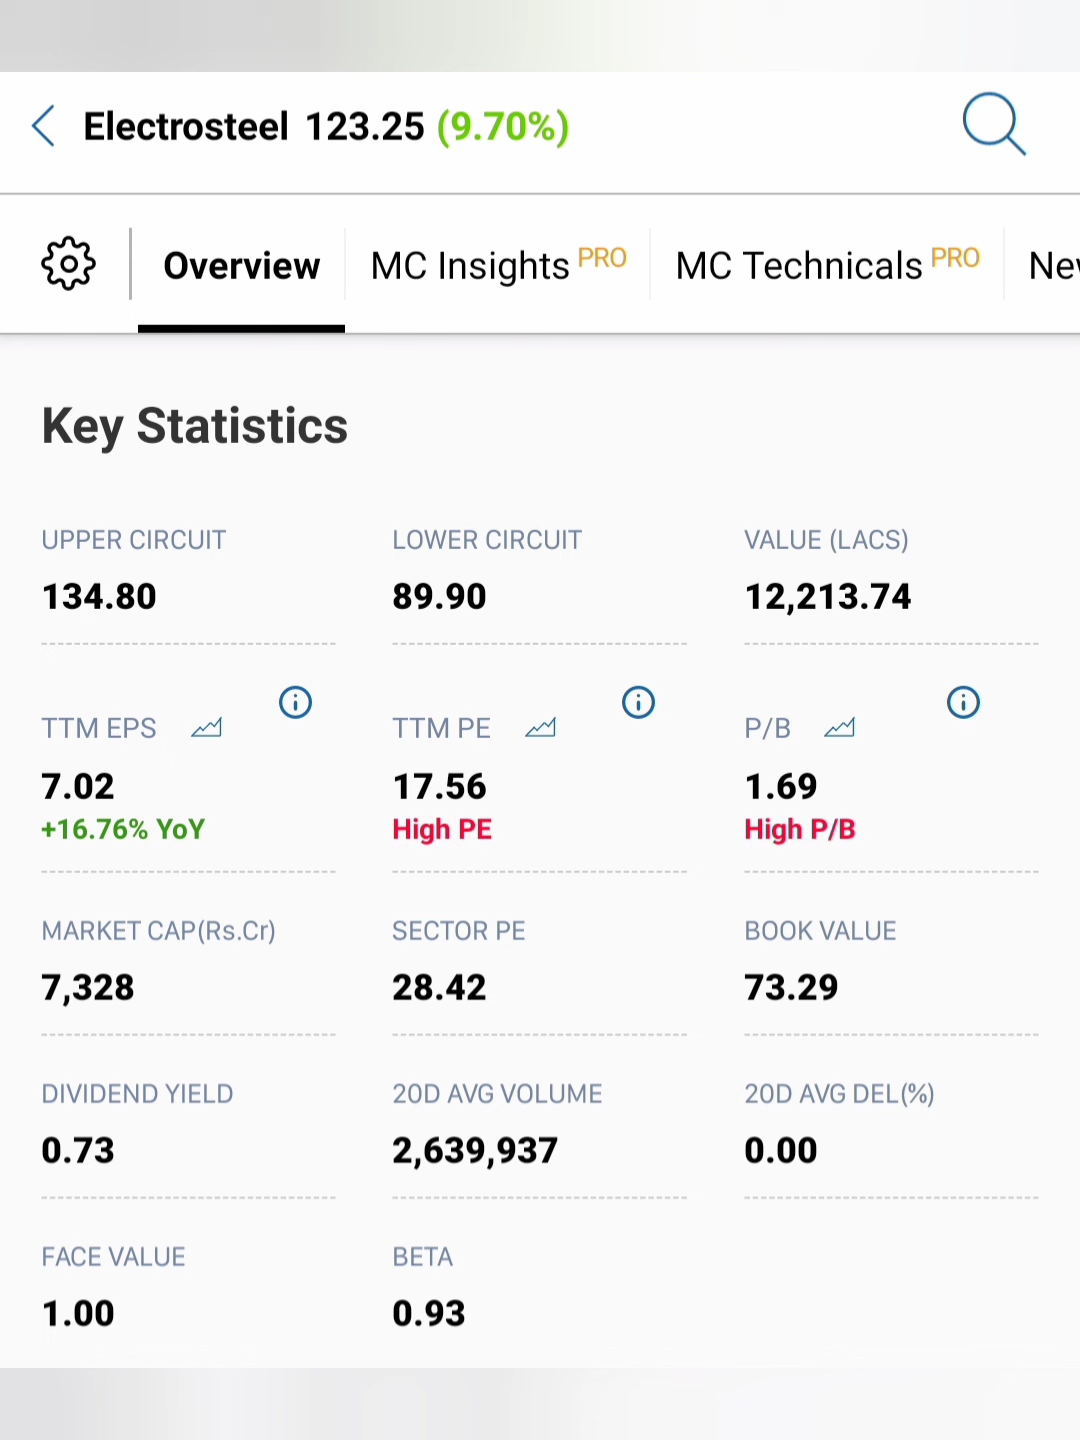 Electrosteel 123.25 (9.70%)
Overview MC Insights PRO MC Technicals PRO
Key Statistics
UPPER CIRCUIT LOWER CIRCUIT VALUE (LACS)
134.80 89.90 12,213.74
TTM EPS TTM PE P/B
7.02 17.56 1.69
+16.76% YoY High PE High P/B
MARKET CAP(Rs.Cr) SECTOR PE BOOK VALUE
7,328 28.42 73.29
DIVIDEND YIELD 20D AVG VOLUME 20D AVG DEL(%)
0.73 2,639,937 0.00
FACE VALUE BETA
1.00 0.93